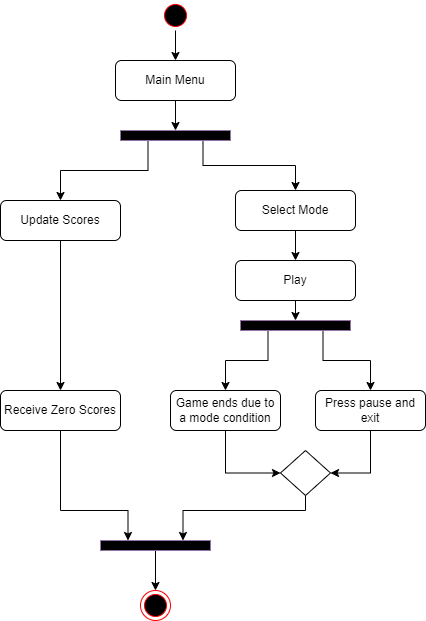 Main Menu
Update Scores
Select Mode
Play
Receive Zero Scores
Game ends due to
a mode condition
Press pause and
exit